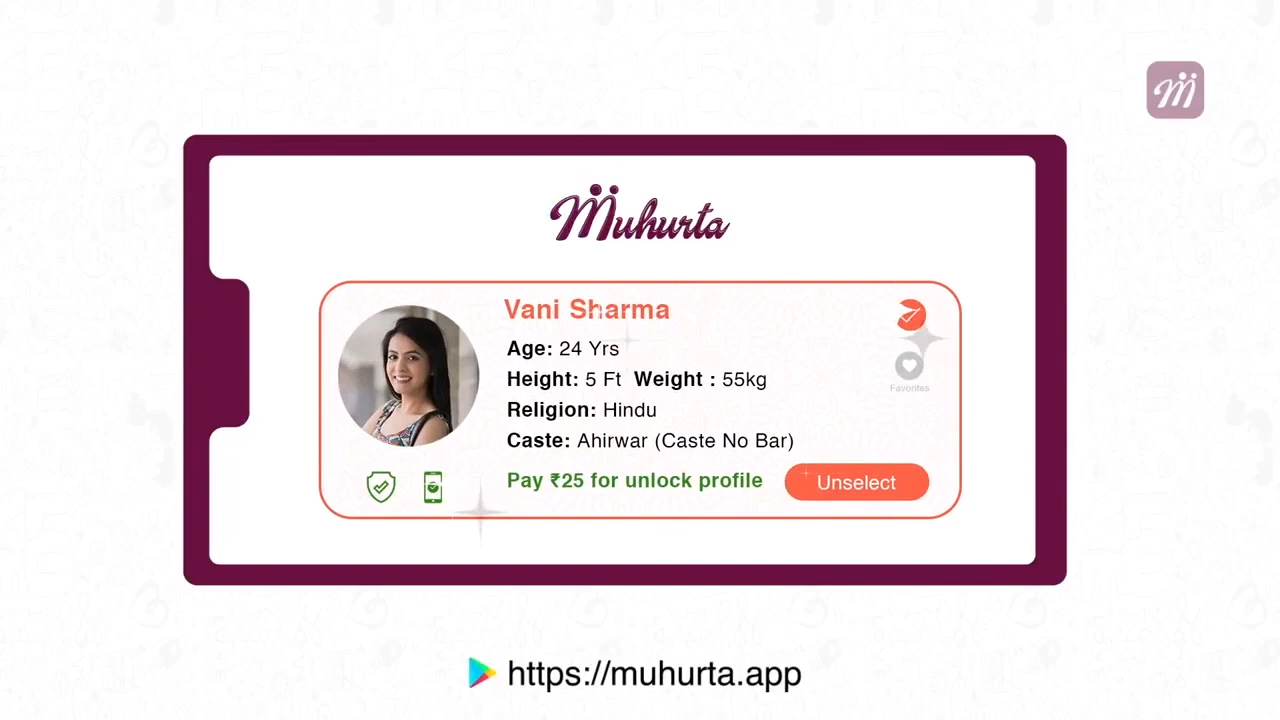 Muhurta
Vani Sharma
Age: 24 Yrs
Height: 5 Ft Weight : 55kg
Religion: Hindu
Favorites
Caste: Ahirwar (Caste No Bar)
Pay ₹25 for unlock profile
Unselect
https://muhurta.app